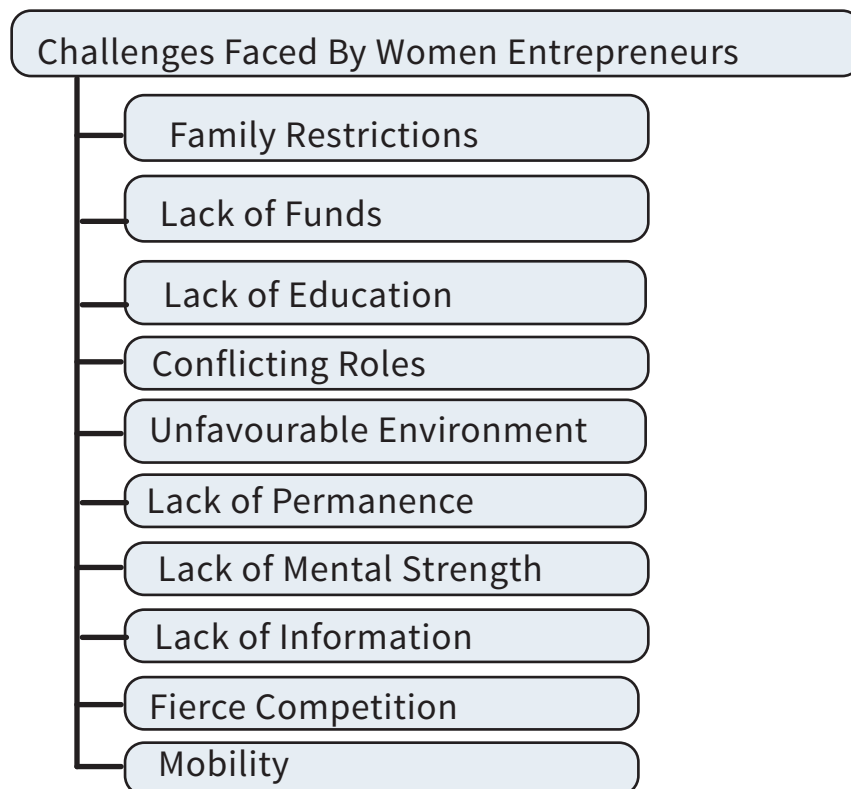 Challenges Faced By Women Entrepreneurs
Family Restrictions
Lack of Funds
Lack of Education
Conflicting Roles
Unfavourable Environment
Lack of Permanence
Lack of Mental Strength
Lack of Information
Fierce Competition
Mobility